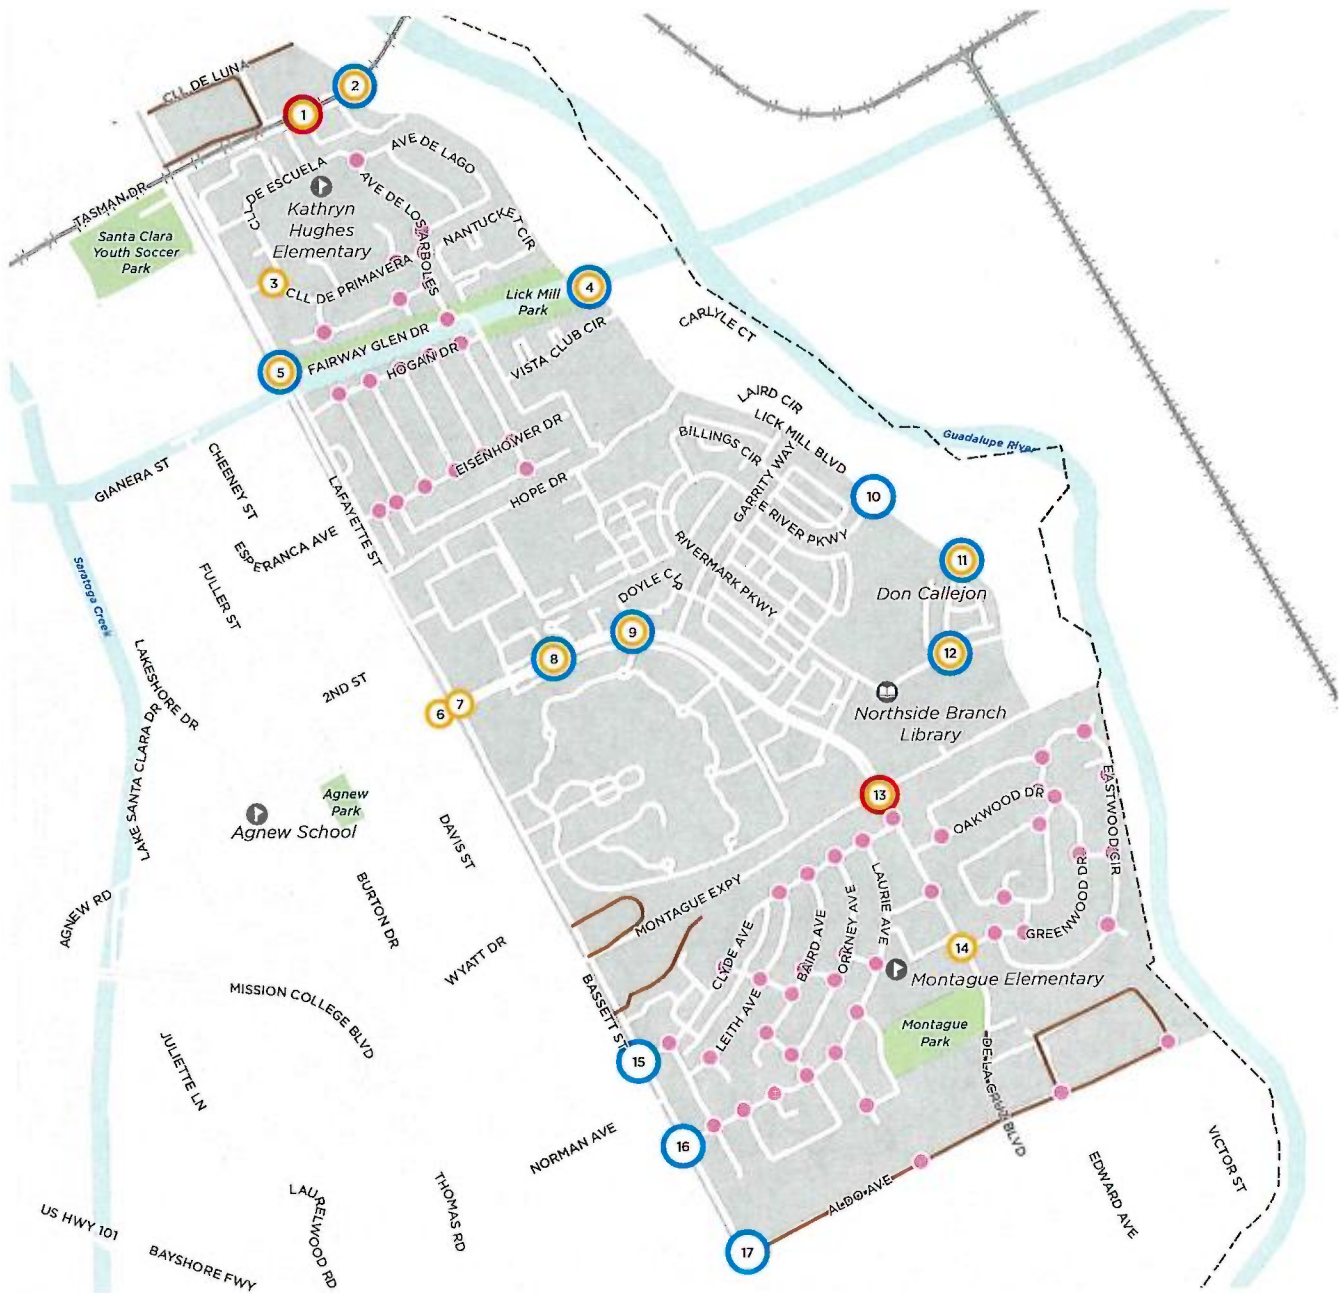 CLL DE LUNA
2
1
AVE DE LAGO
TASMAN DR
CLL DE ESCUELA
AVE DE LOS ARBOLES
Kathryn
Hughes
Elementary
NANTUCKET CIR
Santa Clara
Youth Soccer
Park
3
CLL DE PRIMAVERA
4
Lick Mill
Park
CARLYLE CT
FAIRWAY GLEN DR
5
HOGAN DR
VISTA CLUB CIR
LAIRD CIR
LICK MILL BLVD
BILLINGS CIR
Guadalupe River
EISENHOWER DR
GARRITY WAY
GIANERA ST
CHEENEY ST
HOPE DR
10
LAFAYETTE ST
E RIVER PKWY
ESPERANCA AVE
RIVERMARK PKWY
11
Don Callejon
Saratoga Creek
FULLER ST
DOYLE CIR
9
8
12
LAKESHORE DR
2ND ST
7
6
Northside Branch
Library
LAKE SANTA CLARA DR
13
Agnew
Park
Agnew School
DAVIS ST
OAKWOOD DR
EASTWOOD CIR
MONTAGUE EXPY
LAURIE AVE
GREENWOOD DR
BURTON DR
AGNEW RD
CLYDE AVE
BAIRD AVE
ORKNEY AVE
14
WYATT DR
Montague Elementary
MISSION COLLEGE BLVD
BASSETT ST
LEITH AVE
Montague
Park
15
JULIETTE LN
DE LA CRUZ BLVD
16
NORMAN AVE
VICTOR ST
EDWARD AVE
THOMAS RD
LAURELWOOD RD
ALDO AVE
US HWY 101
BAYSHORE FWY
17